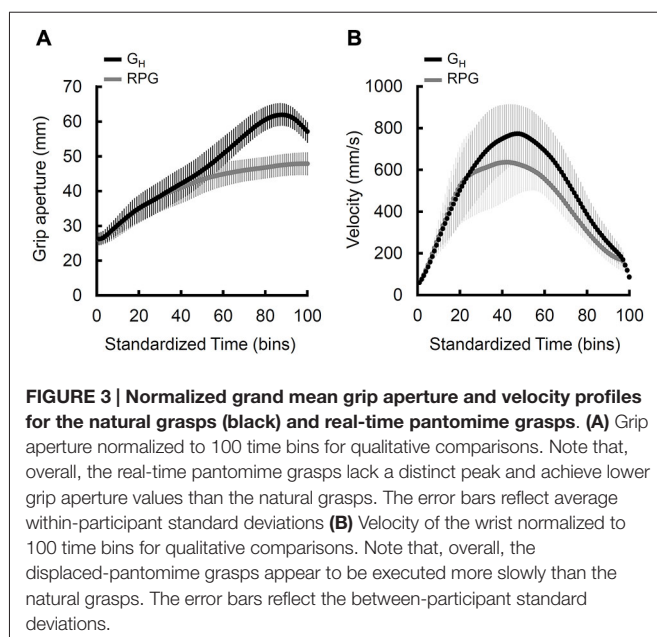 A
B
G_H
RPG
G_H
RPG
70
60
50
40
30
20
10
Grip aperture (mm)
0 20 40 60 80 100
Standardized Time (bins)
1000
800
600
400
200
0
Velocity (mm/s)
0 20 40 60 80 100
Standardized Time (bins)
FIGURE 3 | Normalized grand mean grip aperture and velocity profiles
for the natural grasps (black) and real-time pantomime grasps. (A) Grip
aperture normalized to 100 time bins for qualitative comparisons. Note that,
overall, the real-time pantomime grasps lack a distinct peak and achieve lower
grip aperture values than the natural grasps. The error bars reflect average
within-participant standard deviations (B) Velocity of the wrist normalized to
100 time bins for qualitative comparisons. Note that, overall, the
displaced-pantomime grasps appear to be executed more slowly than the
natural grasps. The error bars reflect the between-participant standard
deviations.